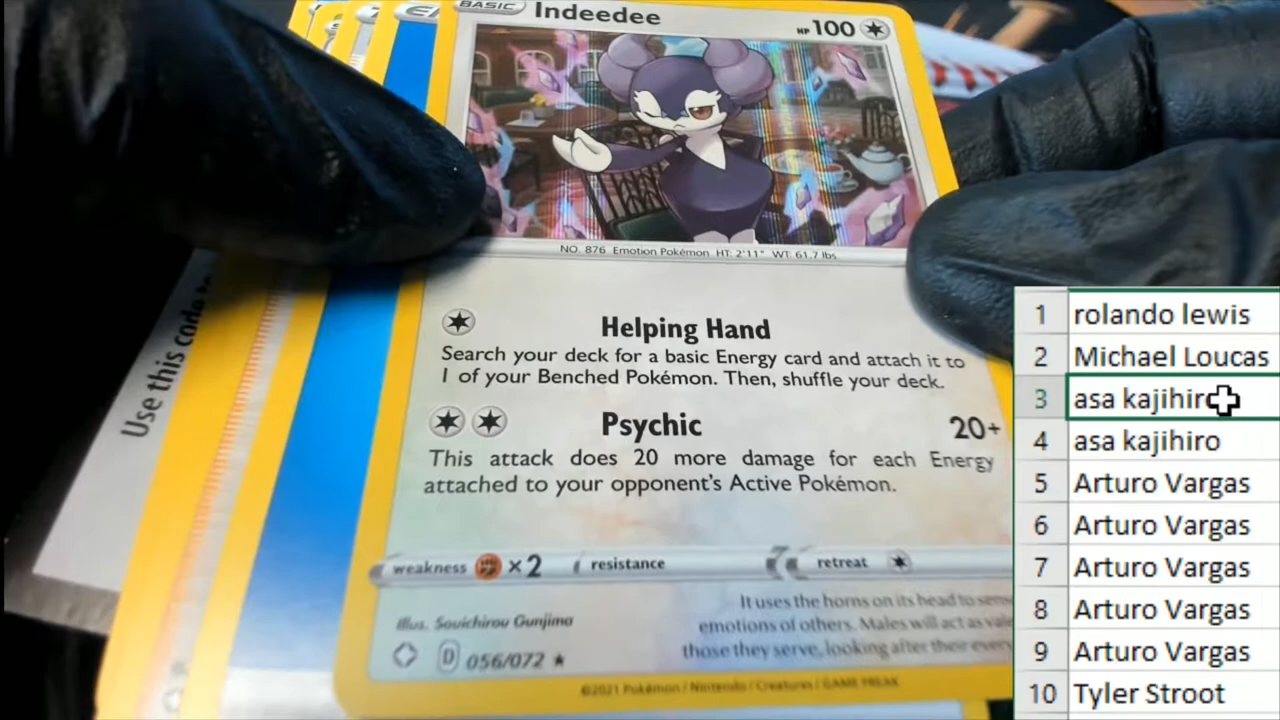 BASIC
Indeedee
HP 100
NO. 876 Emotion Pokémon HT: 2'11" WT: 61.7 lbs.
Helping Hand
Search your deck for a basic Energy card and attach it to
1 of your Benched Pokémon. Then, shuffle your deck.
Psychic 20+
This attack does 20 more damage for each Energy
attached to your opponent's Active Pokémon.
weakness ×2 resistance retreat
It uses the horns on its head to
Illus. Souichirou Gunjima
emotions of others. Males will act as
D 056/072
those they serve, looking after their
©2021 Pokémon / Nintendo / Creatures / GAME FREAK
Use this code
1 rolando lewis
2 Michael Loucas
3 asa kajihiro
4 asa kajihiro
5 Arturo Vargas
6 Arturo Vargas
7 Arturo Vargas
8 Arturo Vargas
9 Arturo Vargas
10 Tyler Stroot